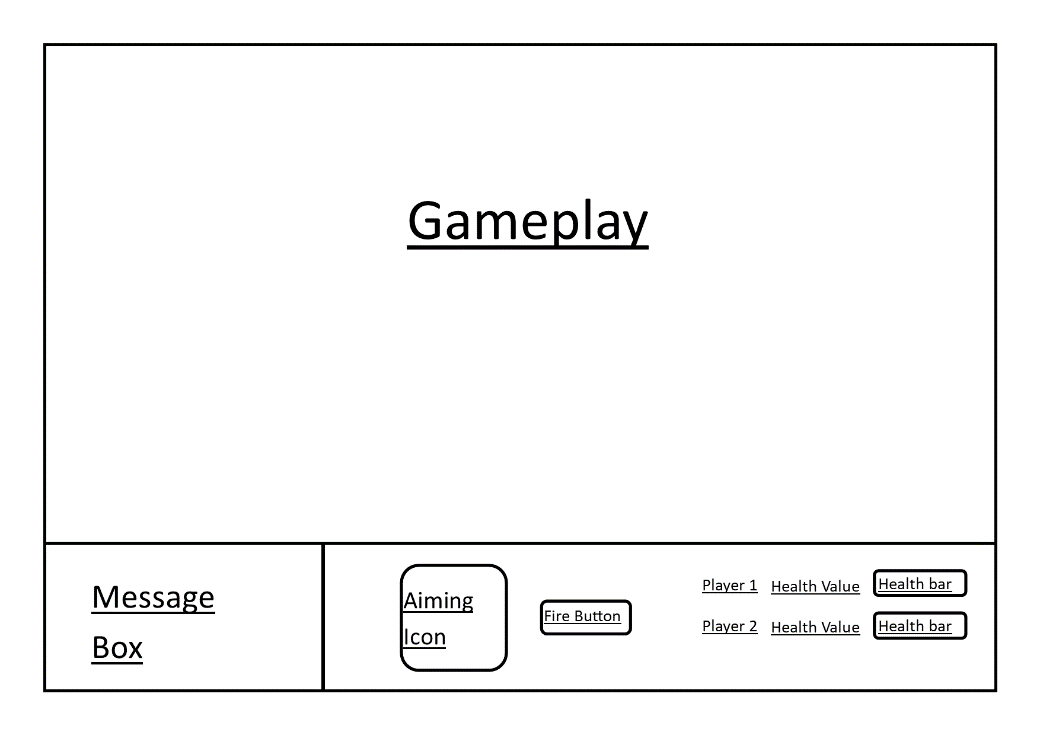 Gameplay
Message
Box
Aiming
Icon
Fire Button
Player 1 Health Value Health bar
Player 2 Health Value Health bar